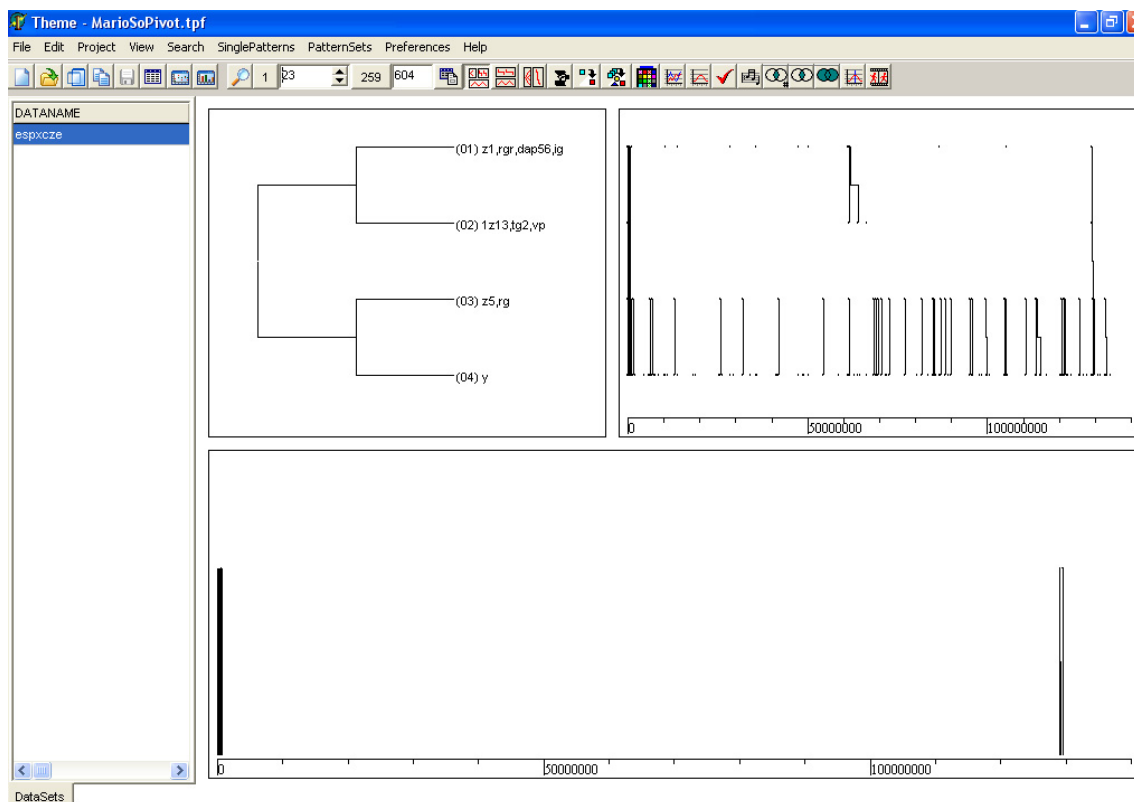 Theme - MarioSoPivot.tpf
File Edit Project View Search SinglePatterns PatternSets Preferences Help
1 23 259 604
DATANAME
espxcze
(01) z1,rgr,dap56,ig
(02) 1z13,tg2,vp
(03) z5,rg
(04) y
0 50000000 100000000
0 50000000 100000000
DataSets